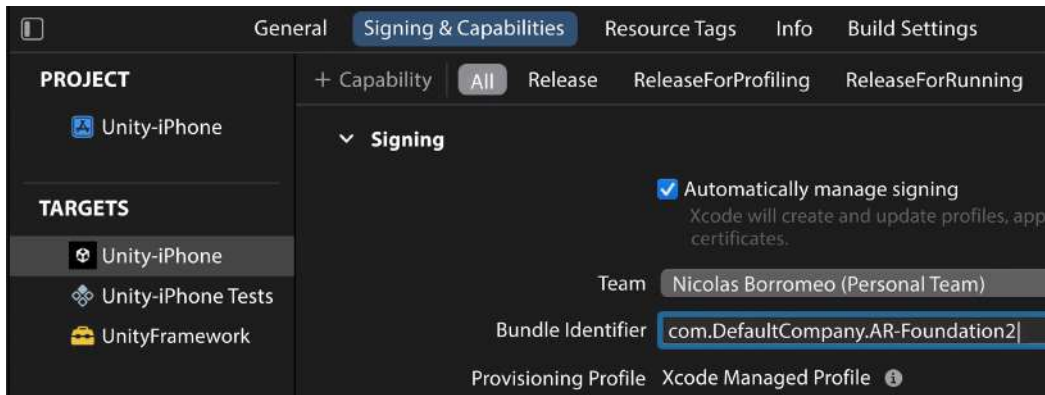 General Signing & Capabilities Resource Tags Info Build Settings
PROJECT
Unity-iPhone
TARGETS
Unity-iPhone
Unity-iPhone Tests
UnityFramework
+ Capability All Release ReleaseForProfiling ReleaseForRunning
Signing
Automatically manage signing
Xcode will create and update profiles, app
certificates.
Team Nicolas Borromeo (Personal Team)
Bundle Identifier com.DefaultCompany.AR-Foundation2
Provisioning Profile Xcode Managed Profile